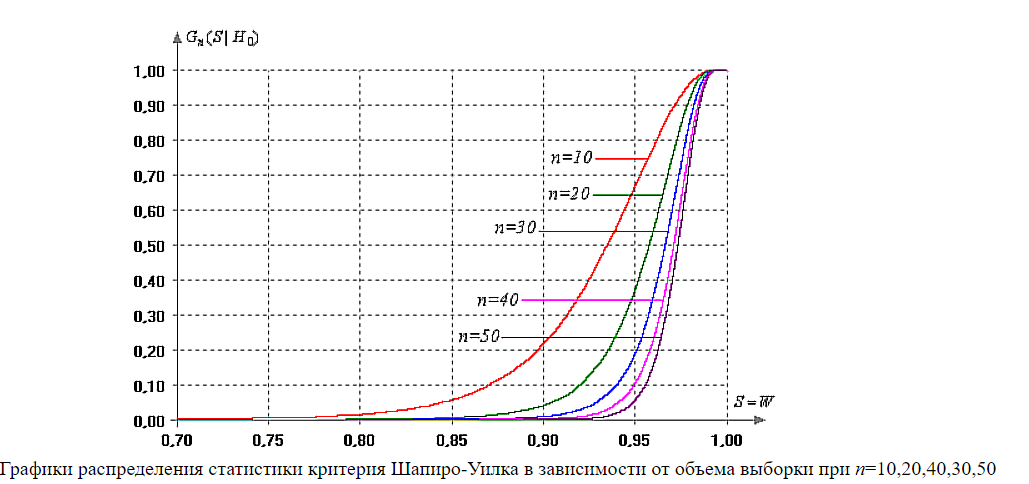 Gₙ(S|H₀)
1,00
0,90
0,80
0,70
0,60
0,50
0,40
0,30
0,20
0,10
0,00
n=10
n=20
n=30
n=40
n=50
S=W
0,70 0,75 0,80 0,85 0,90 0,95 1,00
Графики распределения статистики критерия Шапиро-Уилка в зависимости от объема выборки при n=10,20,40,30,50